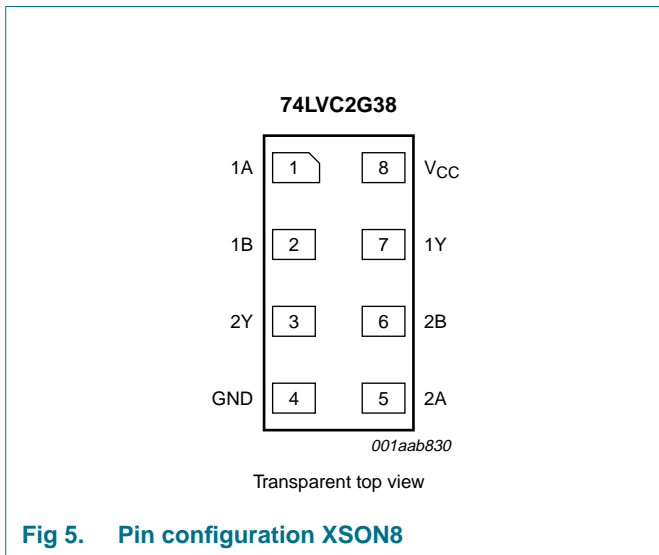 74LVC2G38
1A 1 8 VCC
1B 2 7 1Y
2Y 3 6 2B
GND 4 5 2A
001aab830
Transparent top view
Fig 5. Pin configuration XSON8